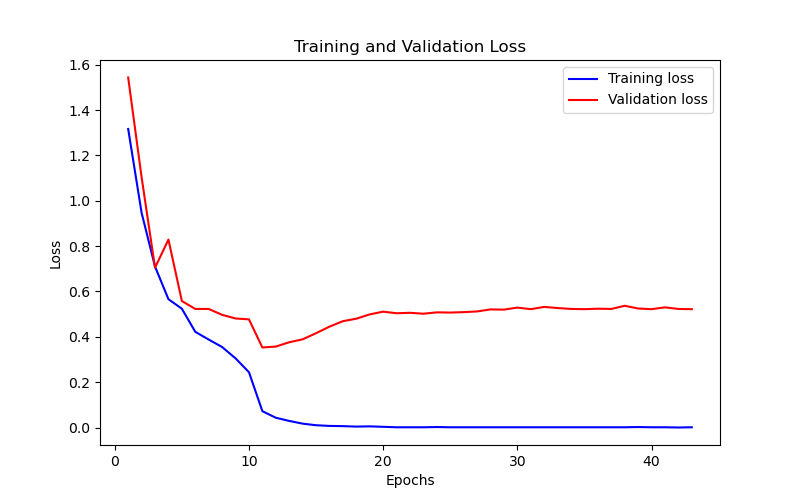 Training and Validation Loss
Training loss
Validation loss
1.6
1.4
1.2
1.0
0.8
0.6
0.4
0.2
0.0
Loss
0 10 20 30 40
Epochs